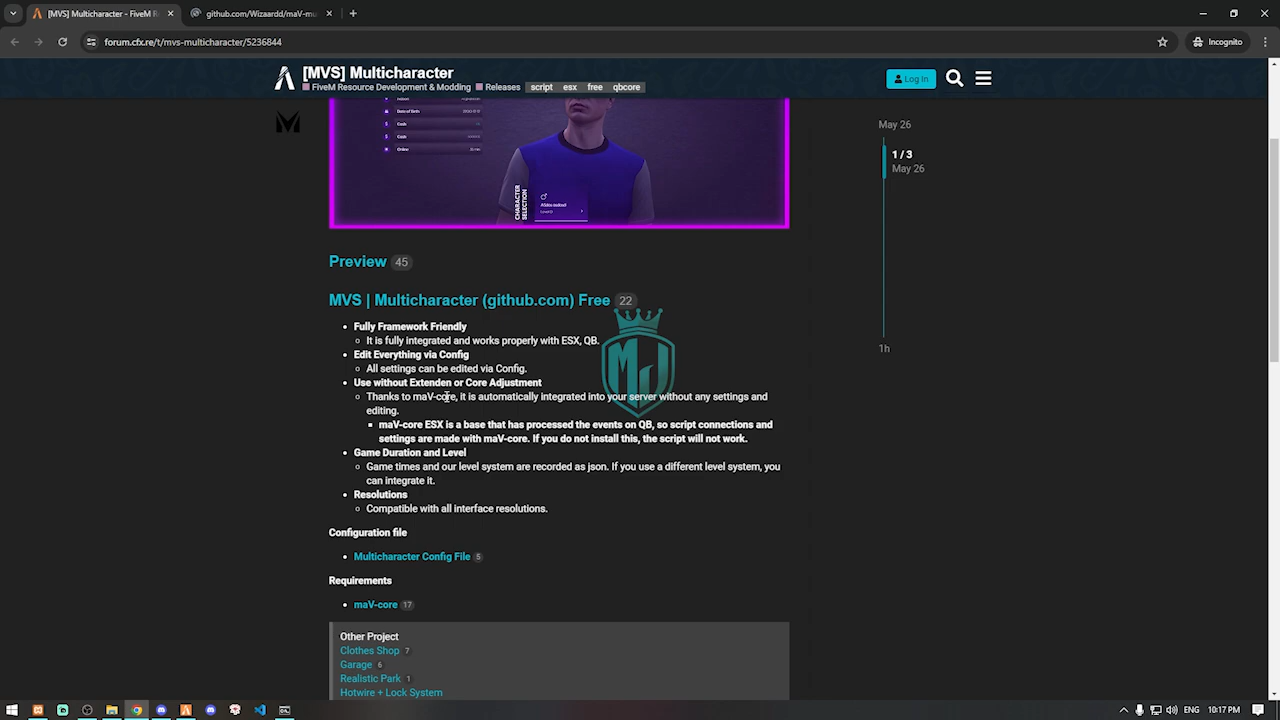 [MVS] Multicharacter - FiveM R
github.com/Wizaardd/maV-mu
forum.cfx.re/t/mvs-multicharacter/5236844
Incognito
[MVS] Multicharacter
FiveM Resource Development & Modding Releases script esx free qbcore
Log In
Date of Birth
Cash
Online
CHARACTER
SELECTION
May 26
1 / 3
May 26
1h
Preview 45
MVS | Multicharacter (github.com) Free 22
Fully Framework Friendly
It is fully integrated and works properly with ESX, QB.
Edit Everything via Config
All settings can be edited via Config.
Use without Extenden or Core Adjustment
Thanks to maV-core, it is automatically integrated into your server without any settings and
editing.
maV-core ESX is a base that has processed the events on QB, so script connections and
settings are made with maV-core. If you do not install this, the script will not work.
Game Duration and Level
Game times and our level system are recorded as json. If you use a different level system, you
can integrate it.
Resolutions
Compatible with all interface resolutions.
Configuration file
Multicharacter Config File 5
Requirements
maV-core 17
Other Project
Clothes Shop 7
Garage 6
Realistic Park 1
Hotwire + Lock System
ENG 10:17 PM